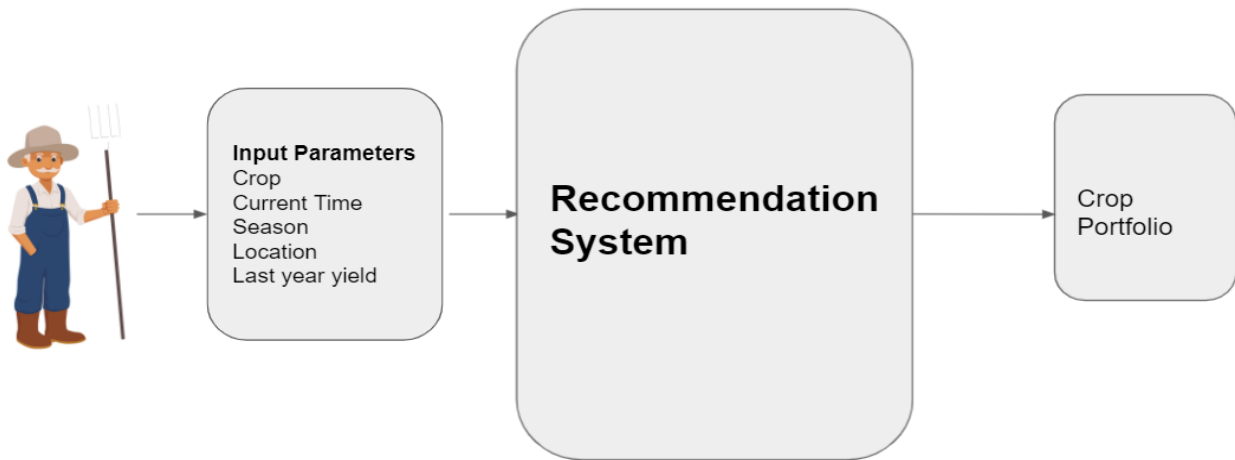 Input Parameters
Crop
Current Time
Season
Location
Last year yield
Recommendation
System
Crop
Portfolio